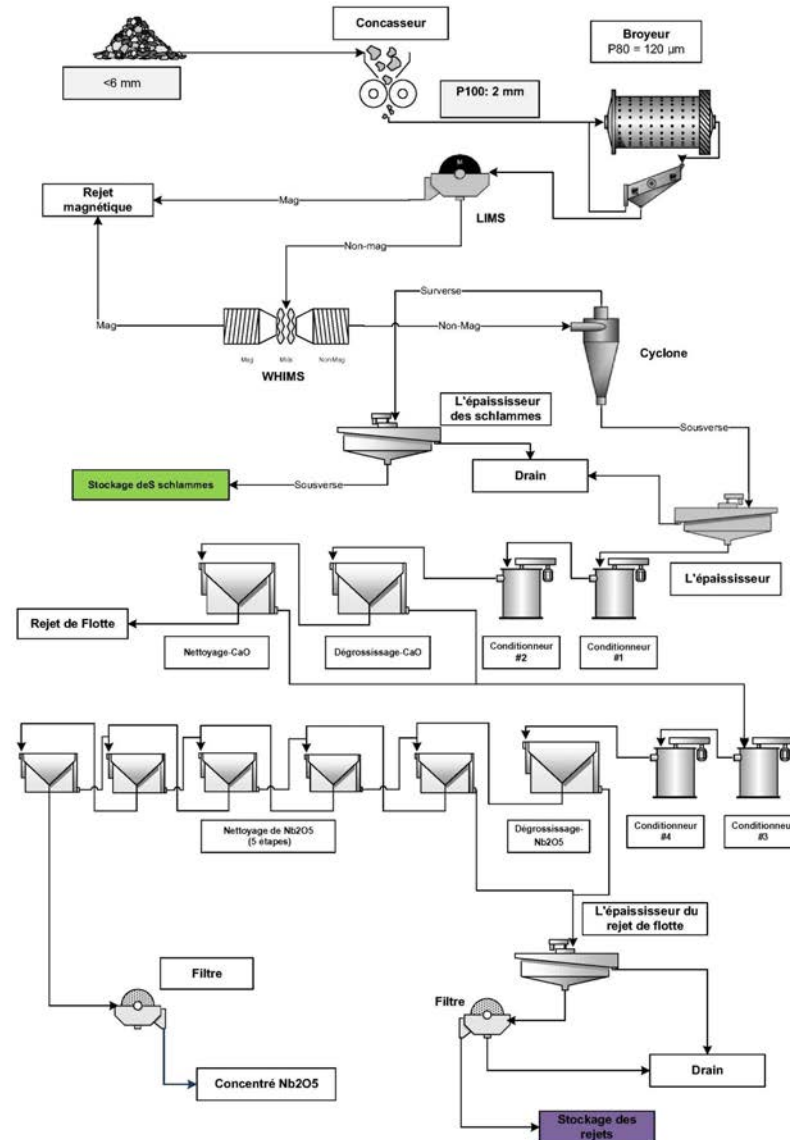 Concasseur
<6 mm
P100: 2 mm
Broyeur
P80 = 120 µm
M
Rejet
magnétique
Mag
LIMS
Non-mag
Surverse
Mag
Non-Mag
Mag
Mids
NonMag
WHIMS
Cyclone
L'épaississeur
des schlammes
Sousverse
Drain
Stockage deS schlammes
Sousverse
L'épaississeur
Rejet de Flotte
Nettoyage-CaO
Dégrossissage-CaO
Conditionneur
#2
Conditionneur
#1
Nettoyage de Nb2O5
(5 étapes)
Dégrossissage-
Nb2O5
Conditionneur
#4
Conditionneur
#3
L'épaississeur du
rejet de flotte
Filtre
Filtre
Concentré Nb2O5
Drain
Stockage des
rejets